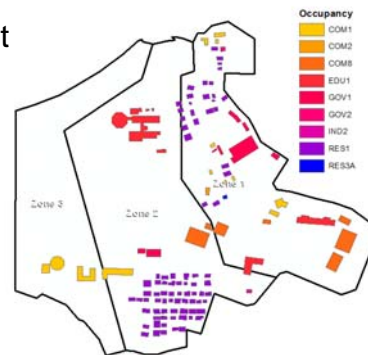 t
Occupancy
COM1
COM2
COM8
EDU1
GOV1
GOV2
IND2
RES1
RES3A
Zone 1
Zone 3
Zone 2